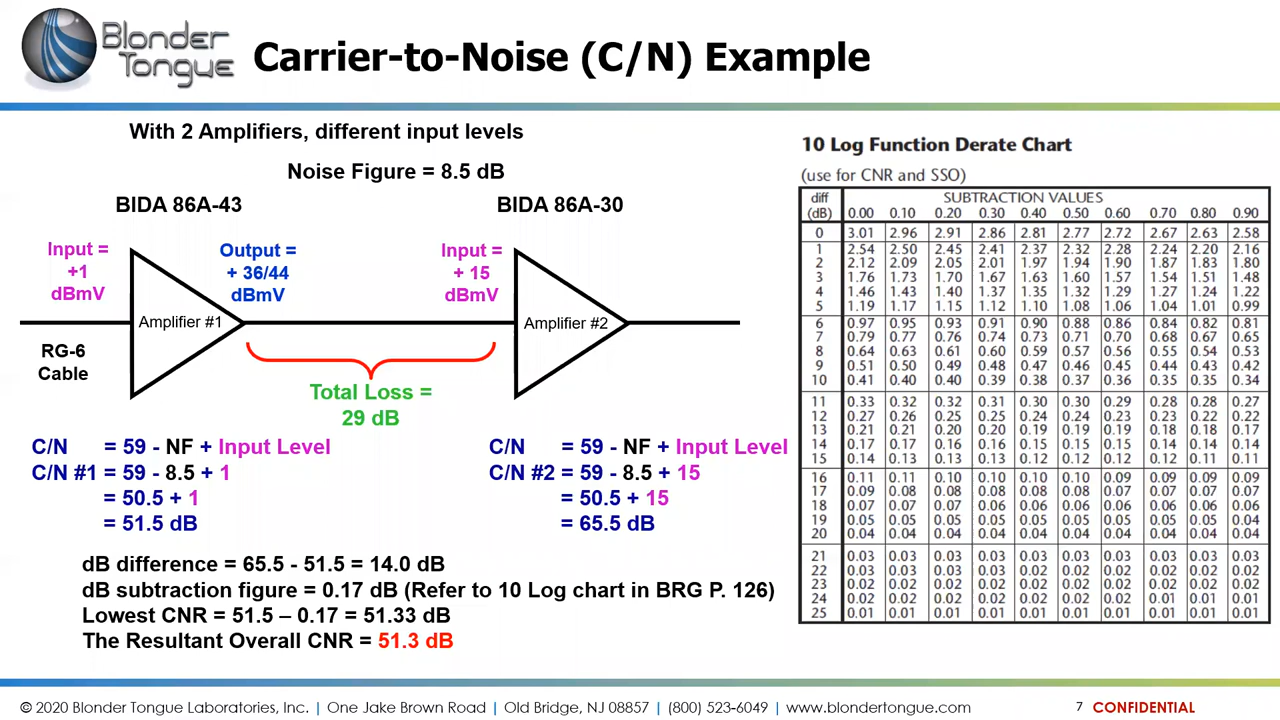 Blonder
Tongue
Carrier-to-Noise (C/N) Example
With 2 Amplifiers, different input levels
Noise Figure = 8.5 dB
BIDA 86A-43
BIDA 86A-30
Input =
+1
dBmV
Output =
+ 36/44
dBmV
Input =
+ 15
dBmV
Amplifier #1
Amplifier #2
RG-6
Cable
Total Loss =
29 dB
C/N = 59 - NF + Input Level
C/N #1 = 59 - 8.5 + 1
= 50.5 + 1
= 51.5 dB
C/N = 59 - NF + Input Level
C/N #2 = 59 - 8.5 + 15
= 50.5 + 15
= 65.5 dB
dB difference = 65.5 - 51.5 = 14.0 dB
dB subtraction figure = 0.17 dB (Refer to 10 Log chart in BRG P. 126)
Lowest CNR = 51.5 – 0.17 = 51.33 dB
The Resultant Overall CNR = 51.3 dB
10 Log Function Derate Chart
(use for CNR and SSO)
diff SUBTRACTION VALUES
(dB) 0.00 0.10 0.20 0.30 0.40 0.50 0.60 0.70 0.80 0.90
0 3.01 2.96 2.91 2.86 2.81 2.77 2.72 2.67 2.63 2.58
1 2.54 2.50 2.45 2.41 2.37 2.32 2.28 2.24 2.20 2.16
2 2.12 2.09 2.05 2.01 1.97 1.94 1.90 1.87 1.83 1.80
3 1.76 1.73 1.70 1.67 1.63 1.60 1.57 1.54 1.51 1.48
4 1.46 1.43 1.40 1.37 1.35 1.32 1.29 1.27 1.24 1.22
5 1.19 1.17 1.15 1.12 1.10 1.08 1.06 1.04 1.01 0.99
6 0.97 0.95 0.93 0.91 0.90 0.88 0.86 0.84 0.82 0.81
7 0.79 0.77 0.76 0.74 0.73 0.71 0.70 0.68 0.67 0.65
8 0.64 0.63 0.61 0.60 0.59 0.57 0.56 0.55 0.54 0.53
9 0.51 0.50 0.49 0.48 0.47 0.46 0.45 0.44 0.43 0.42
10 0.41 0.40 0.40 0.39 0.38 0.37 0.36 0.35 0.35 0.34
11 0.33 0.32 0.32 0.31 0.30 0.30 0.29 0.28 0.28 0.27
12 0.27 0.26 0.25 0.25 0.24 0.24 0.23 0.23 0.22 0.22
13 0.21 0.21 0.20 0.20 0.19 0.19 0.19 0.18 0.18 0.17
14 0.17 0.17 0.16 0.16 0.15 0.15 0.15 0.14 0.14 0.14
15 0.14 0.13 0.13 0.13 0.12 0.12 0.12 0.12 0.11 0.11
16 0.11 0.11 0.10 0.10 0.10 0.10 0.09 0.09 0.09 0.09
17 0.09 0.08 0.08 0.08 0.08 0.08 0.07 0.07 0.07 0.07
18 0.07 0.07 0.07 0.06 0.06 0.06 0.06 0.06 0.06 0.06
19 0.05 0.05 0.05 0.05 0.05 0.05 0.05 0.05 0.05 0.04
20 0.04 0.04 0.04 0.04 0.04 0.04 0.04 0.04 0.04 0.04
21 0.03 0.03 0.03 0.03 0.03 0.03 0.03 0.03 0.03 0.03
22 0.03 0.03 0.03 0.03 0.02 0.02 0.02 0.02 0.02 0.02
23 0.02 0.02 0.02 0.02 0.02 0.02 0.02 0.02 0.02 0.02
24 0.02 0.02 0.02 0.02 0.02 0.02 0.02 0.01 0.01 0.01
25 0.01 0.01 0.01 0.01 0.01 0.01 0.01 0.01 0.01 0.01
© 2020 Blonder Tongue Laboratories, Inc. | One Jake Brown Road | Old Bridge, NJ 08857 | (800) 523-6049 | www.blondertongue.com 7 CONFIDENTIAL